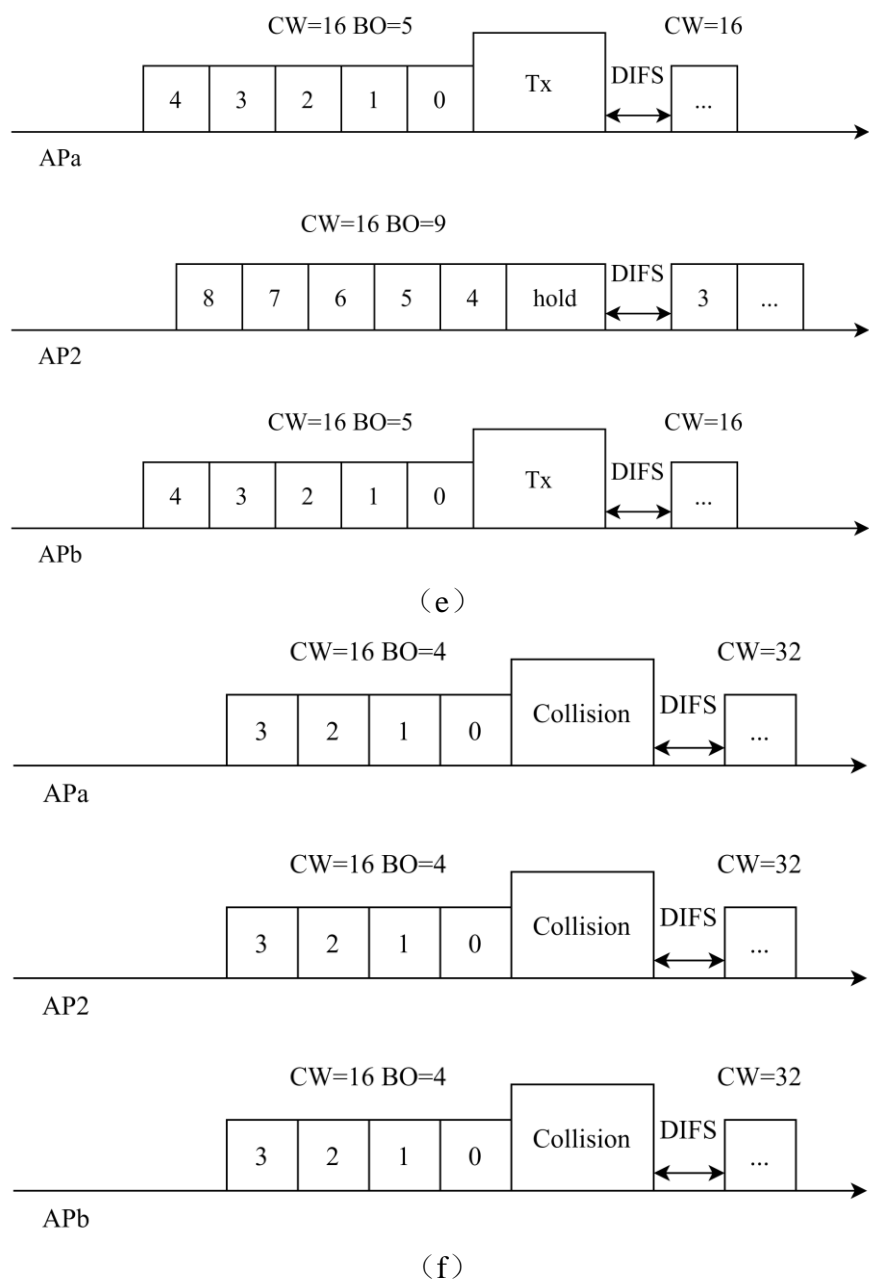 CW=16 BO=5 CW=16
4 3 2 1 0 Tx DIFS ...
APa
CW=16 BO=9
8 7 6 5 4 hold DIFS 3 ...
AP2
CW=16 BO=5 CW=16
4 3 2 1 0 Tx DIFS ...
APb
（e）
CW=16 BO=4 CW=32
3 2 1 0 Collision DIFS ...
APa
CW=16 BO=4 CW=32
3 2 1 0 Collision DIFS ...
AP2
CW=16 BO=4 CW=32
3 2 1 0 Collision DIFS ...
APb
（f）